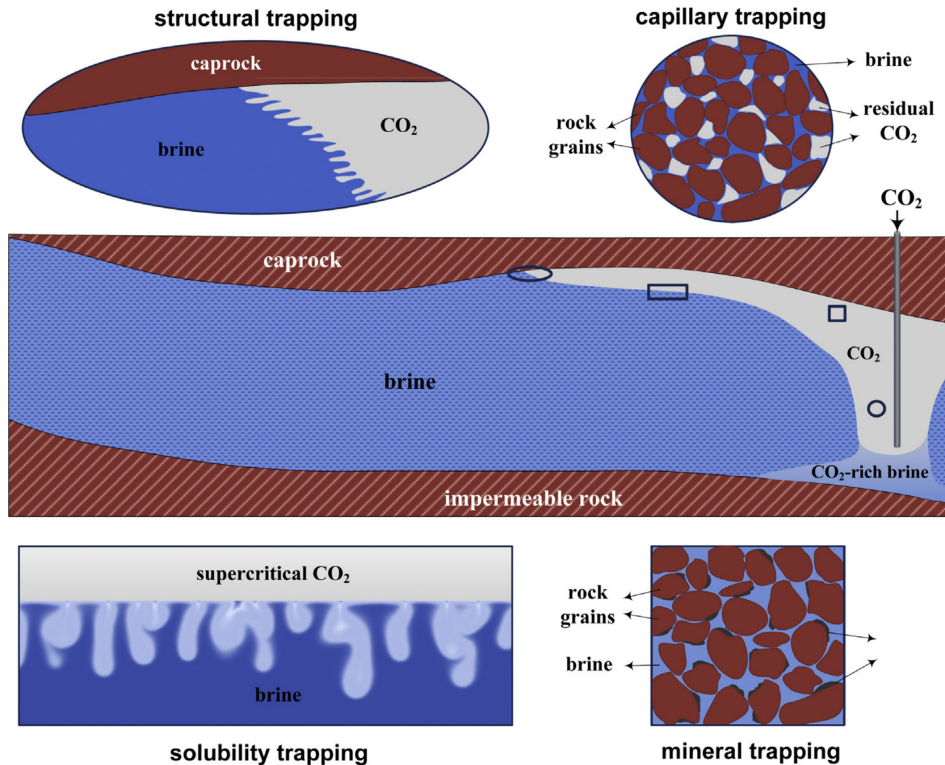 structural trapping
caprock
CO₂
brine
capillary trapping
brine
residual
CO₂
rock
grains
CO₂
caprock
CO₂
brine
CO₂-rich brine
impermeable rock
supercritical CO₂
brine
solubility trapping
rock
grains
brine
mineral trapping